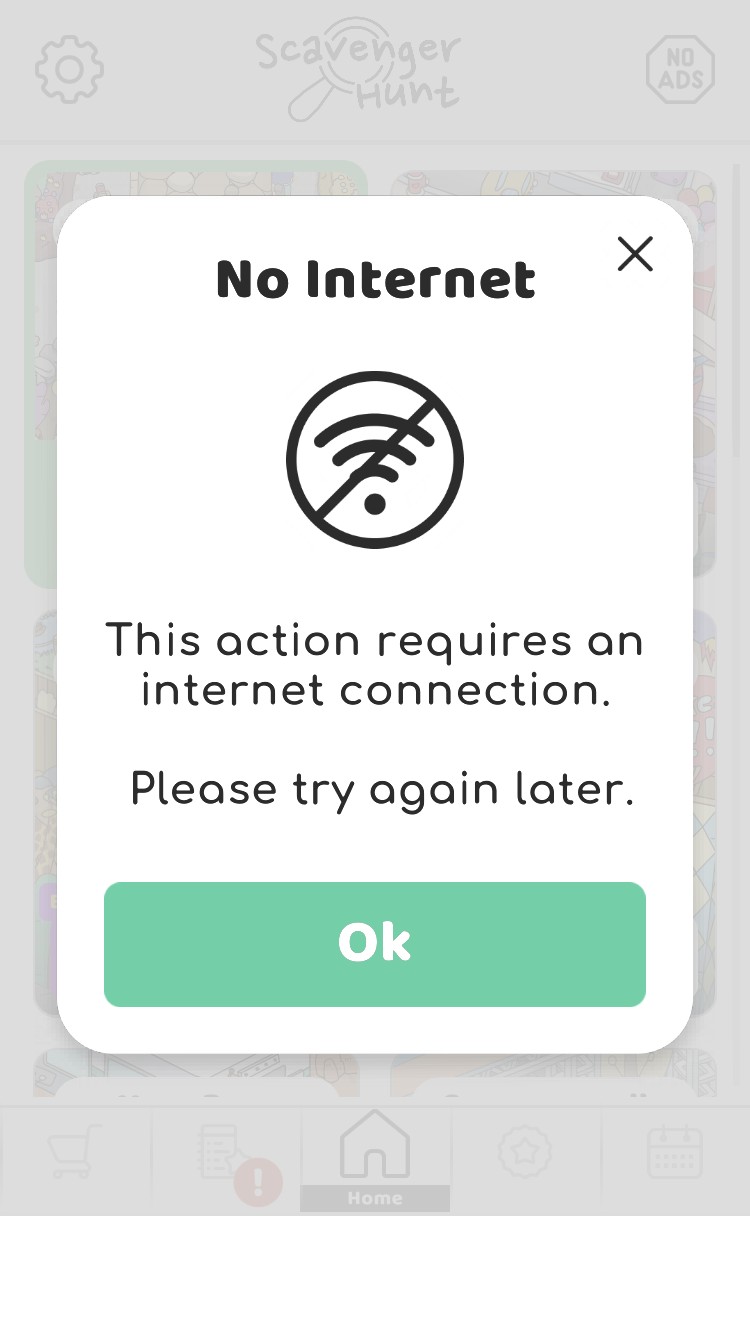 Scavenger
Hunt
NO
ADS
No Internet
This action requires an
internet connection.
Please try again later.
Ok
!
Home